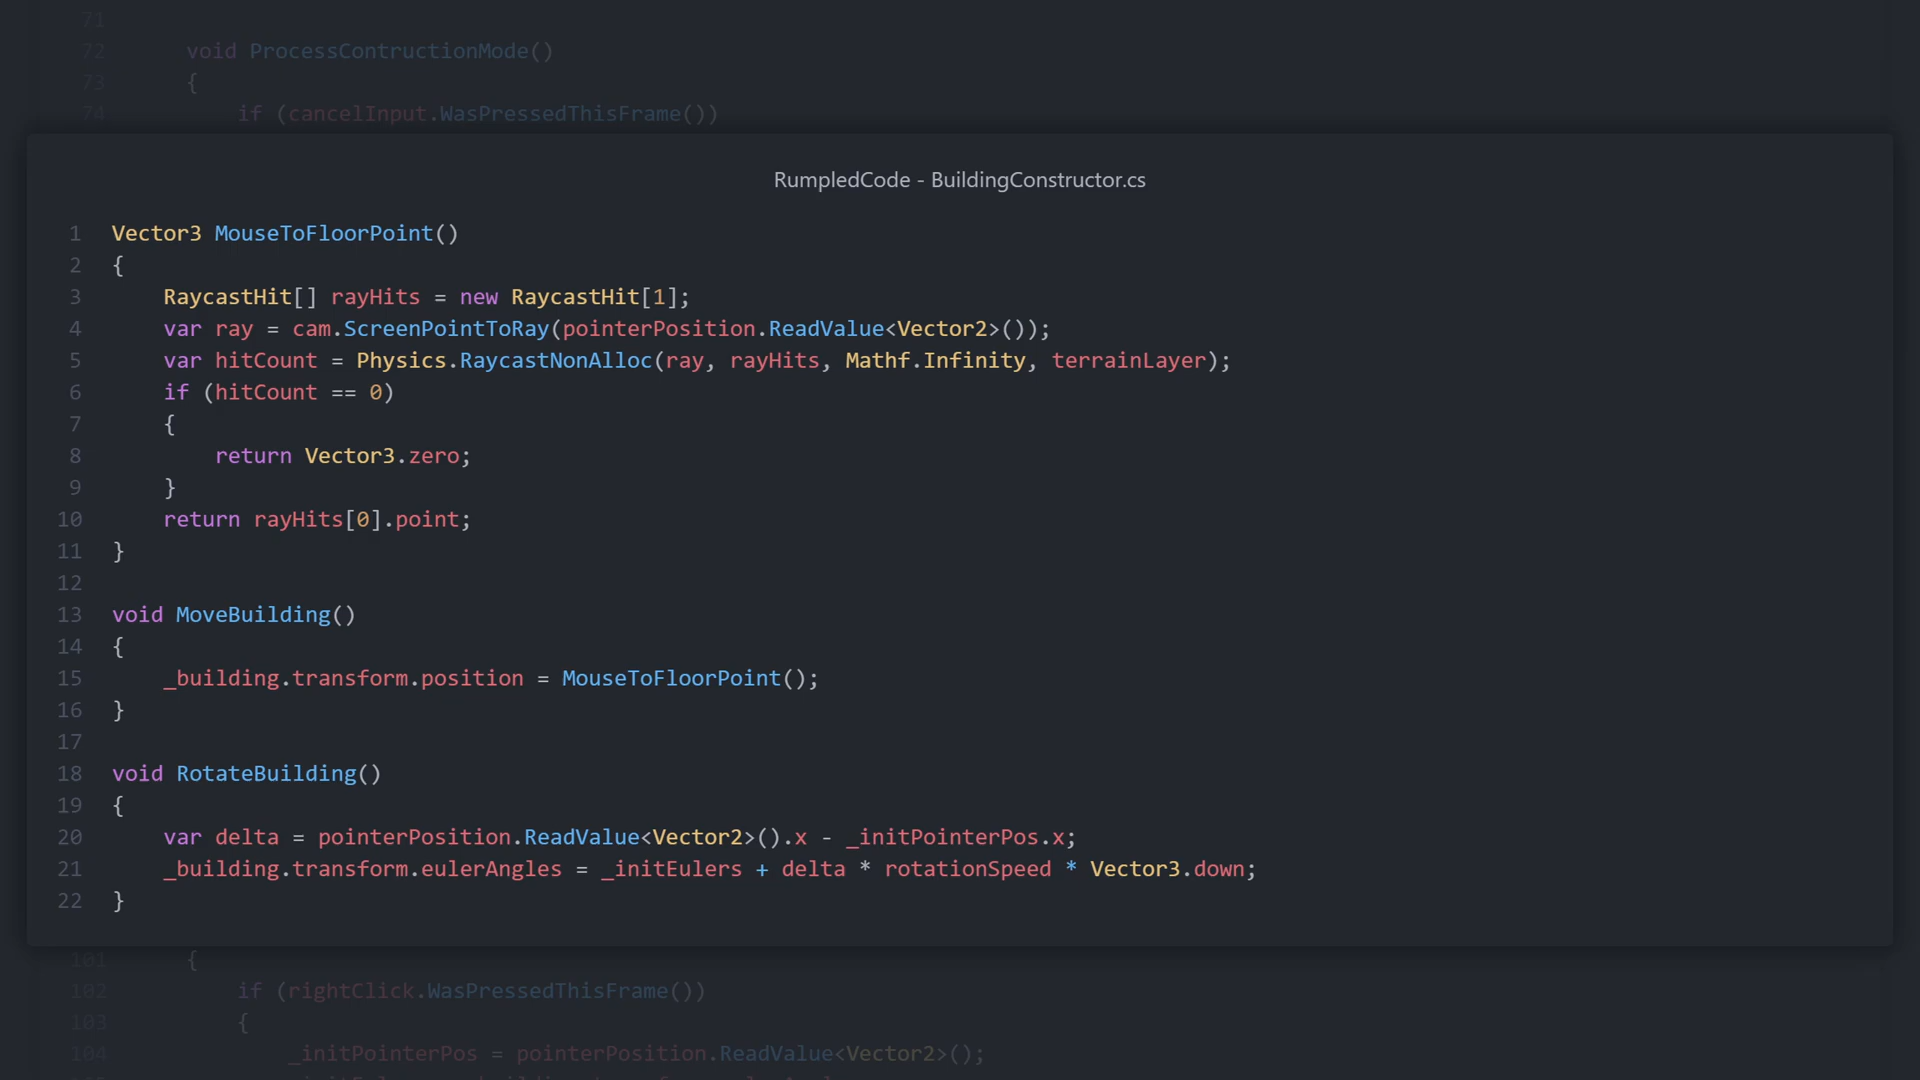 71
72 void ProcessContructionMode()
73 {
74 if (cancelInput.WasPressedThisFrame())
RumpledCode - BuildingConstructor.cs
1 Vector3 MouseToFloorPoint()
2 {
3 RaycastHit[] rayHits = new RaycastHit[1];
4 var ray = cam.ScreenPointToRay(pointerPosition.ReadValue<Vector2>());
5 var hitCount = Physics.RaycastNonAlloc(ray, rayHits, Mathf.Infinity, terrainLayer);
6 if (hitCount == 0)
7 {
8 return Vector3.zero;
9 }
10 return rayHits[0].point;
11 }
12
13 void MoveBuilding()
14 {
15 _building.transform.position = MouseToFloorPoint();
16 }
17
18 void RotateBuilding()
19 {
20 var delta = pointerPosition.ReadValue<Vector2>().x - _initPointerPos.x;
21 _building.transform.eulerAngles = _initEulers + delta * rotationSpeed * Vector3.down;
22 }
101 {
102 if (rightClick.WasPressedThisFrame())
103 {
104 _initPointerPos = pointerPosition.ReadValue<Vector2>();